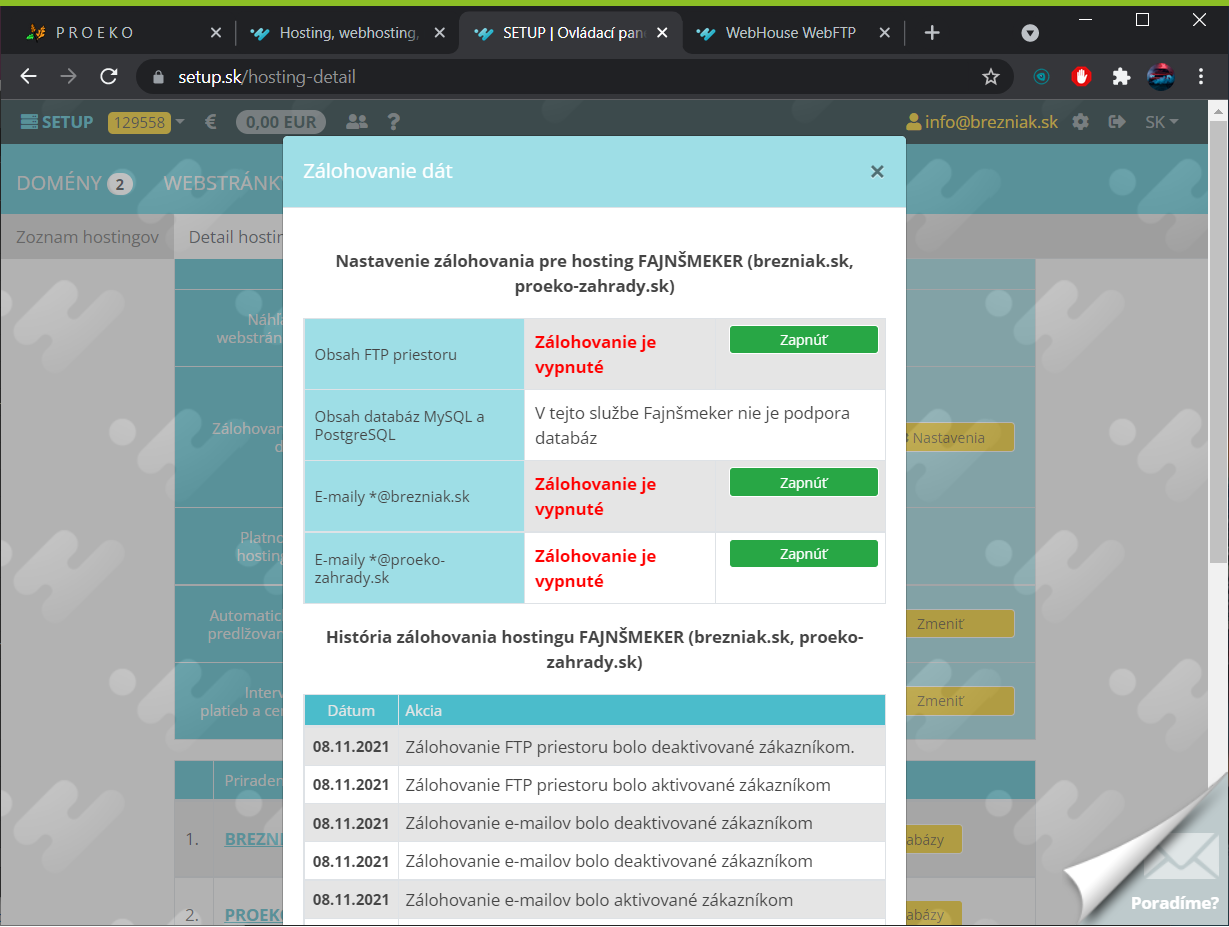 P R O E K O
Hosting, webhosting,
SETUP | Ovládací pan
WebHouse WebFTP
setup.sk/hosting-detail
SETUP 129558 € 0,00 EUR ? info@brezniak.sk SK
DOMÉNY 2 WEBSTRÁNKY
Zoznam hostingov Detail hostin
Zálohovanie dát ×
Nastavenie zálohovania pre hosting FAJNŠMEKER (brezniak.sk,
proeko-zahrady.sk)
Obsah FTP priestoru
Zálohovanie je
vypnuté
Zapnúť
Obsah databáz MySQL a
PostgreSQL
V tejto službe Fajnšmeker nie je podpora
databáz
E-maily *@brezniak.sk
Zálohovanie je
vypnuté
Zapnúť
E-maily *@proeko-
zahrady.sk
Zálohovanie je
vypnuté
Zapnúť
História zálohovania hostingu FAJNŠMEKER (brezniak.sk, proeko-
zahrady.sk)
Dátum Akcia
08.11.2021 Zálohovanie FTP priestoru bolo deaktivované zákazníkom.
08.11.2021 Zálohovanie FTP priestoru bolo aktivované zákazníkom
08.11.2021 Zálohovanie e-mailov bolo deaktivované zákazníkom
08.11.2021 Zálohovanie e-mailov bolo deaktivované zákazníkom
08.11.2021 Zálohovanie e-mailov bolo aktivované zákazníkom
Náhľa
webstrán
Zálohovan
d
Nastavenia
Platno
hosting
Automatic
predlžovan
Zmeniť
Interv
platieb a cen
Zmeniť
Priraden
1. BREZNI
abázy
2. PROEKO
abázy
Poradíme?